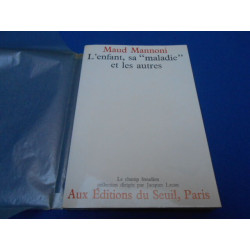 Maud Mannoni
L'enfant, sa "maladie"
et les autres
Le champ freudien
collection dirigée par Jacques Lacan
Aux Editions du Seuil, Paris